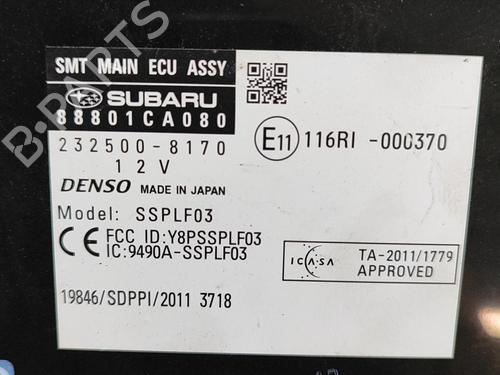 SMT MAIN ECU ASSY
SUBARU
88801CA080
232500-8170
12V
DENSO MADE IN JAPAN
Model: SSPLF03
FCC ID:Y8PSSPLF03
IC:9490A-SSPLF03
19846/SDPPI/2011 3718
E11 116RI -000370
ICASA
TA-2011/1779
APPROVED
B-PARTS